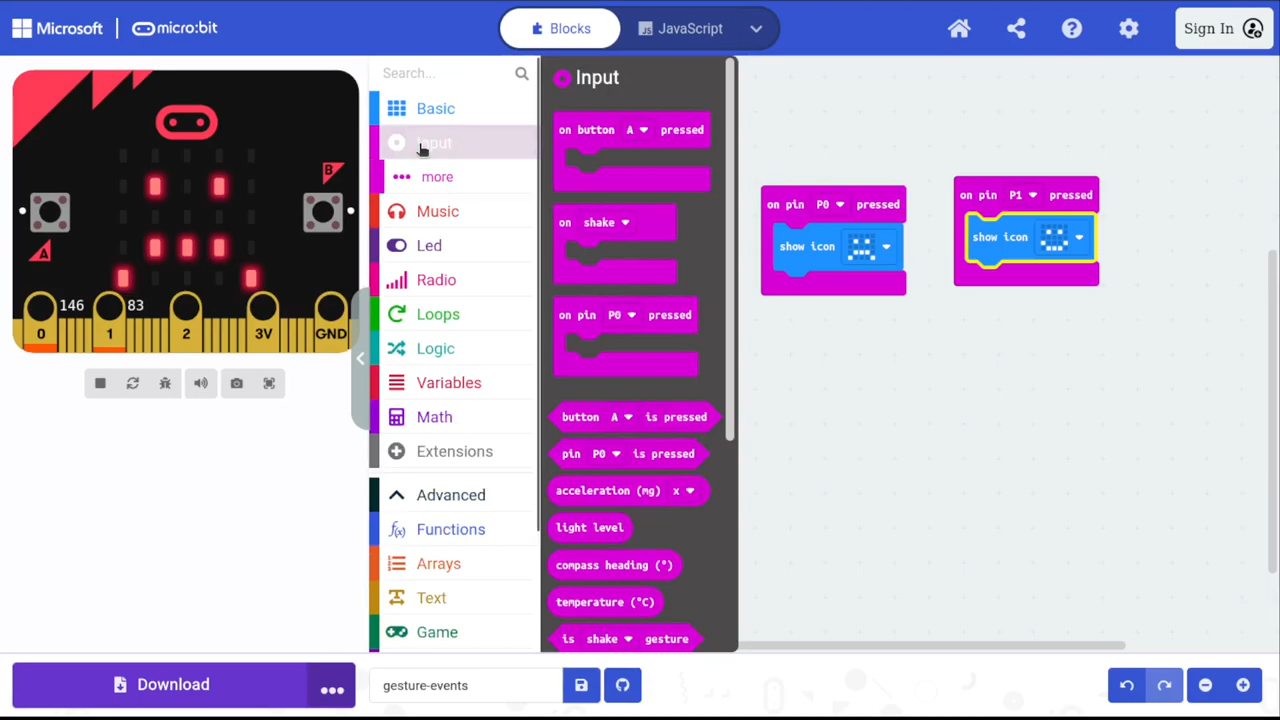 Microsoft
micro:bit
Blocks
JavaScript
Sign In
B
A
146
83
0
1
2
3V
GND
Search...
Basic
Input
more
Music
Led
Radio
Loops
Logic
Variables
Math
Extensions
Advanced
Functions
Arrays
Text
Game
Input
on button A pressed
on shake
on pin P0 pressed
button A is pressed
pin P0 is pressed
acceleration (mg) x
light level
compass heading (°)
temperature (°C)
is shake gesture
on pin P0 pressed
show icon
on pin P1 pressed
show icon
Download
gesture-events